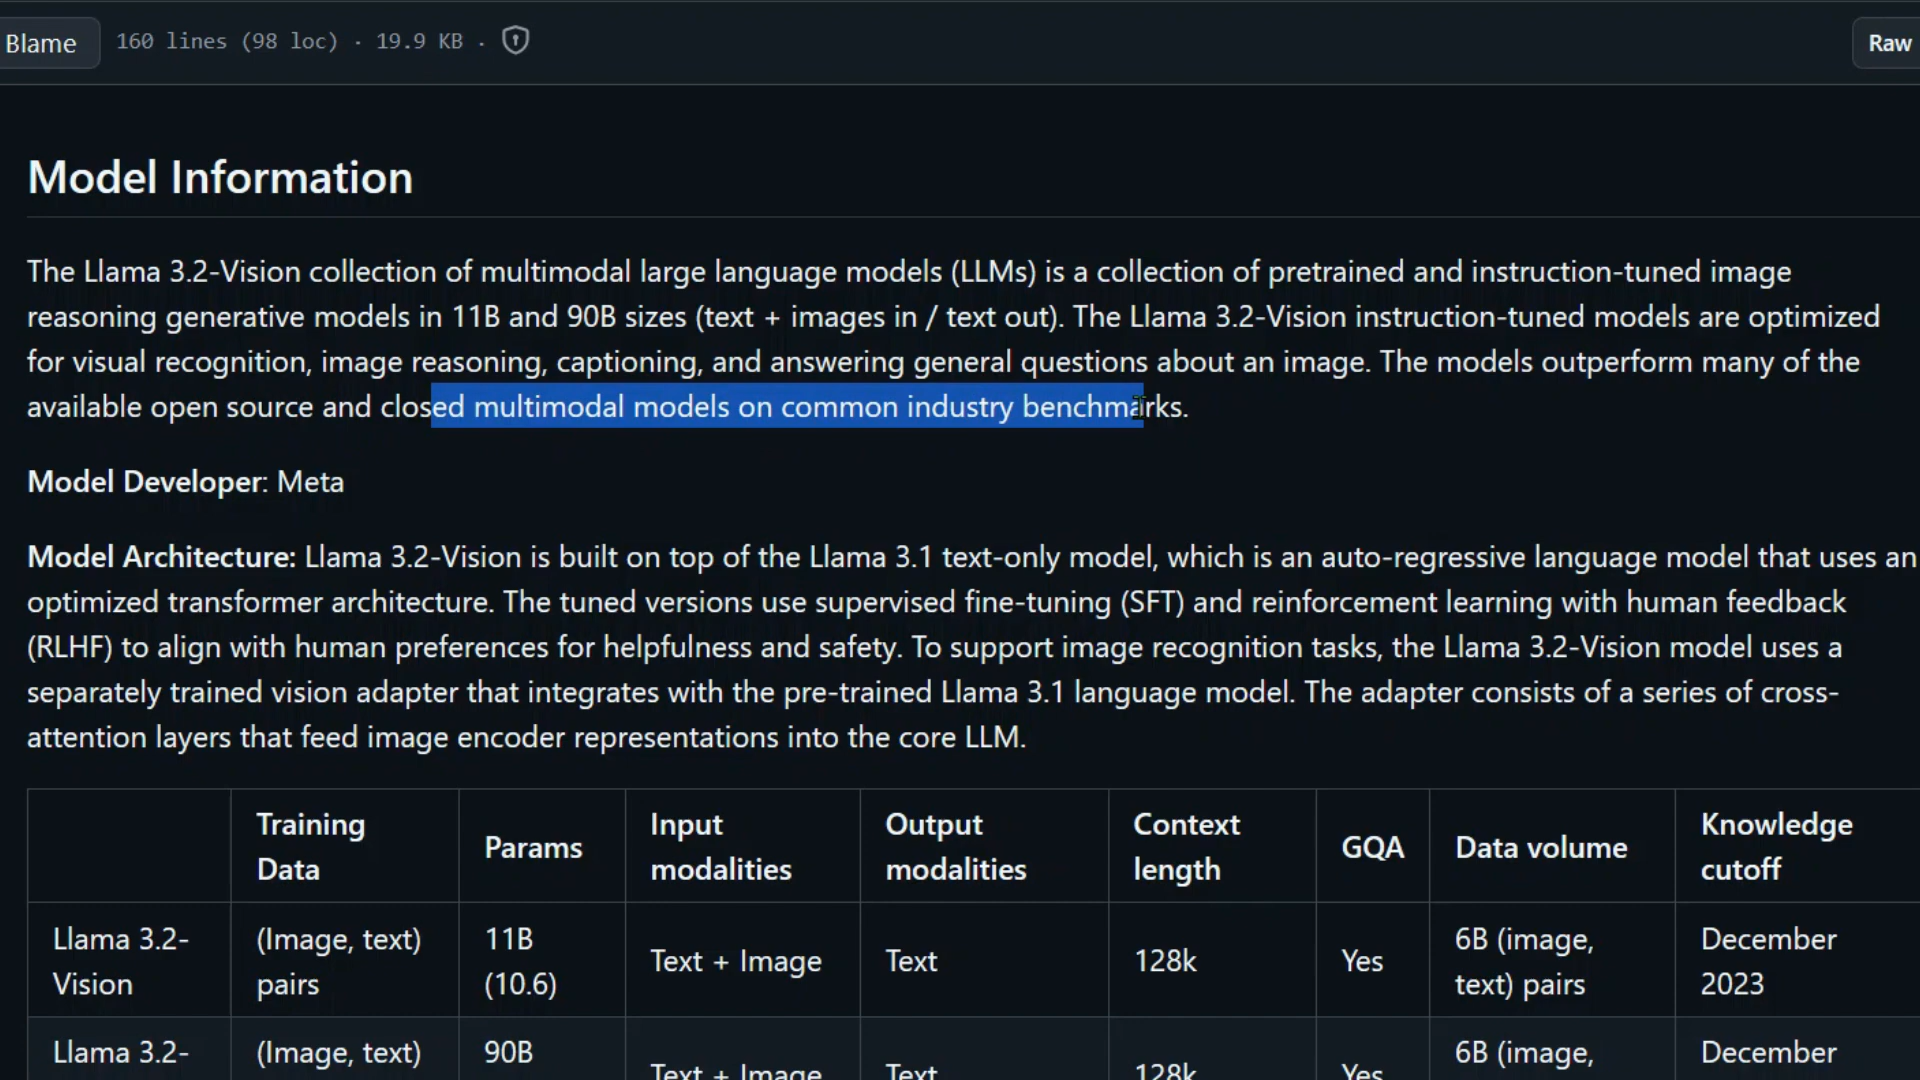 Blame
160 lines (98 loc) · 19.9 KB ·
Raw
Model Information
The Llama 3.2-Vision collection of multimodal large language models (LLMs) is a collection of pretrained and instruction-tuned image
reasoning generative models in 11B and 90B sizes (text + images in / text out). The Llama 3.2-Vision instruction-tuned models are optimized
for visual recognition, image reasoning, captioning, and answering general questions about an image. The models outperform many of the
available open source and closed multimodal models on common industry benchmarks.
Model Developer: Meta
Model Architecture: Llama 3.2-Vision is built on top of the Llama 3.1 text-only model, which is an auto-regressive language model that uses an
optimized transformer architecture. The tuned versions use supervised fine-tuning (SFT) and reinforcement learning with human feedback
(RLHF) to align with human preferences for helpfulness and safety. To support image recognition tasks, the Llama 3.2-Vision model uses a
separately trained vision adapter that integrates with the pre-trained Llama 3.1 language model. The adapter consists of a series of cross-
attention layers that feed image encoder representations into the core LLM.
Training
Data
Params
Input
modalities
Output
modalities
Context
length
GQA
Data volume
Knowledge
cutoff
Llama 3.2-
Vision
(Image, text)
pairs
11B
(10.6)
Text + Image
Text
128k
Yes
6B (image,
text) pairs
December
2023
Llama 3.2-
(Image, text)
90B
Text + Image
Text
128k
Yes
6B (image,
December